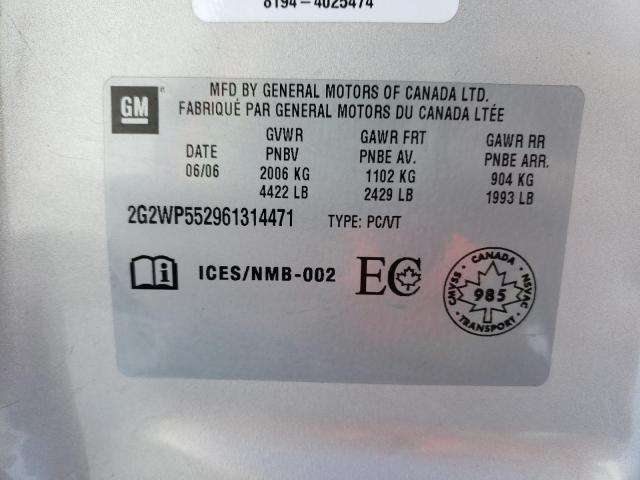 8194-4025474
GM
MFD BY GENERAL MOTORS OF CANADA LTD.
FABRIQUÉ PAR GENERAL MOTORS DU CANADA LTÉE
GVWR GAWR FRT GAWR RR
DATE PNBV PNBE AV. PNBE ARR.
06/06 2006 KG 1102 KG 904 KG
4422 LB 2429 LB 1993 LB
2G2WP552961314471 TYPE: PC/VT
i ICES/NMB-002 EC
CANADA
CMVSS 985 NSVAC
TRANSPORT